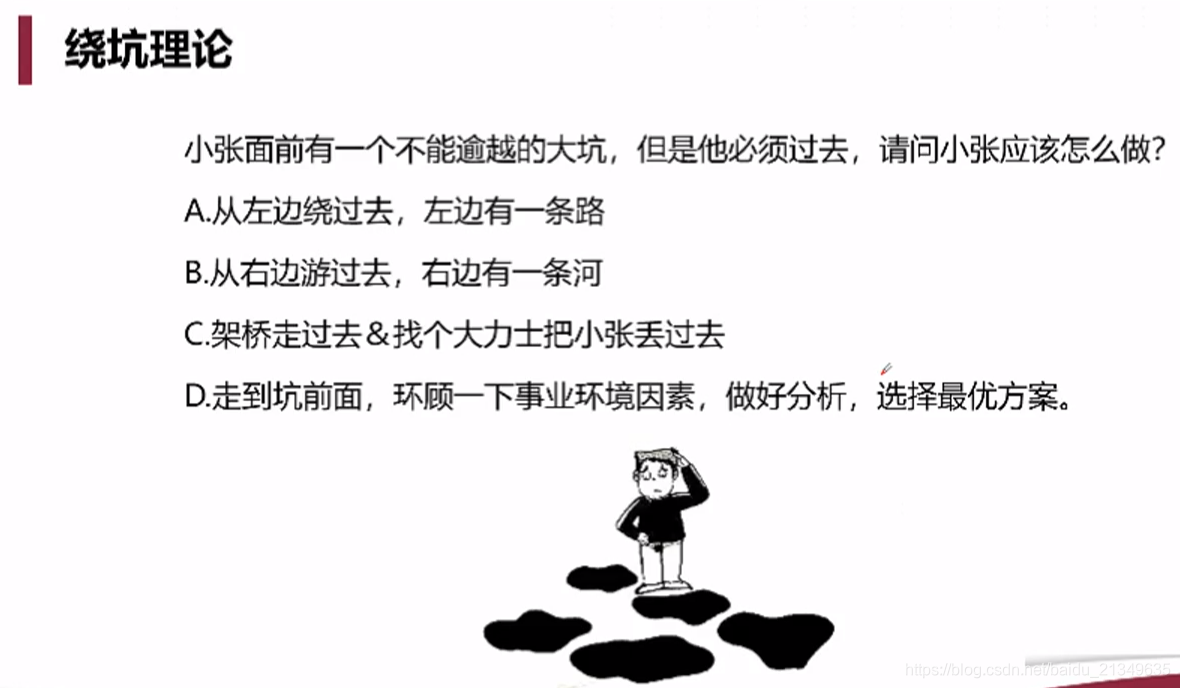 绕坑理论
小张面前有一个不能逾越的大坑，但是他必须过去，请问小张应该怎么做？
A.从左边绕过去，左边有一条路
B.从右边游过去，右边有一条河
C.架桥走过去＆找个大力士把小张丢过去
D.走到坑前面，环顾一下事业环境因素，做好分析，选择最优方案。
https://blog.csdn.net/baidu_21349635